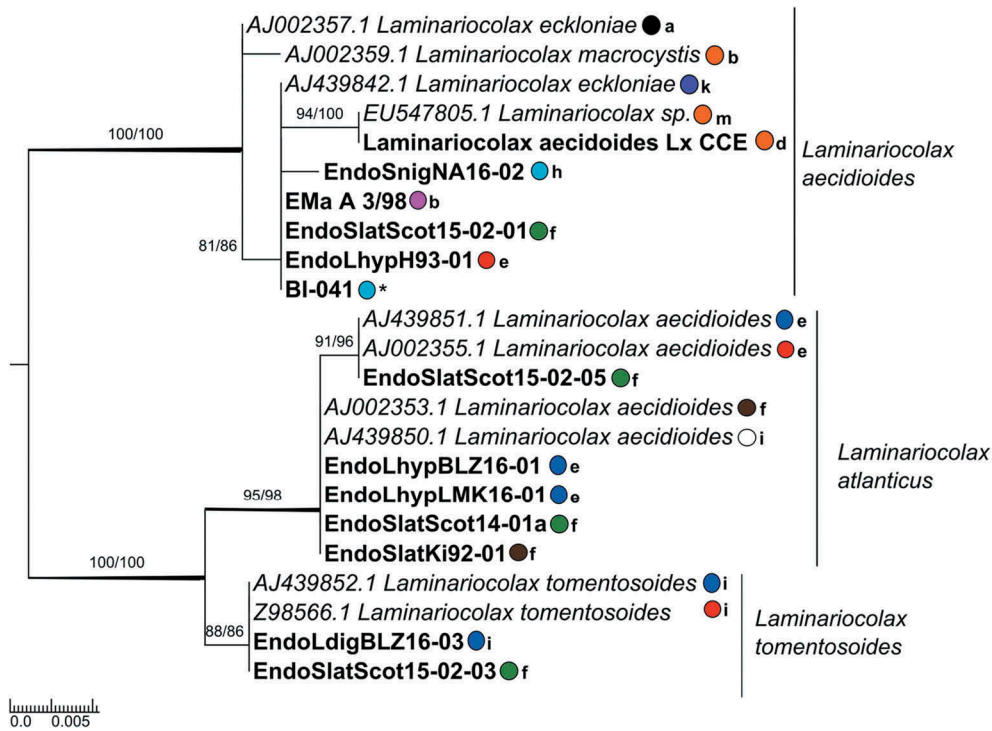 AJ002357.1 Laminariocolax eckloniae a
AJ002359.1 Laminariocolax macrocystis b
AJ439842.1 Laminariocolax eckloniae k
94/100
EU547805.1 Laminariocolax sp. m
100/100
Laminariocolax aecidoides Lx CCE d
Laminariocolax
aecidioides
EndoSnigNA16-02 h
EMa A 3/98 b
EndoSlatScot15-02-01 f
81/86
EndoLhypH93-01 e
BI-041 *
AJ439851.1 Laminariocolax aecidioides e
91/96
AJ002355.1 Laminariocolax aecidioides e
EndoSlatScot15-02-05 f
AJ002353.1 Laminariocolax aecidioides f
AJ439850.1 Laminariocolax aecidioides i
Laminariocolax
atlanticus
EndoLhypBLZ16-01 e
95/98
EndoLhypLMK16-01 e
EndoSlatScot14-01a f
EndoSlatKi92-01 f
100/100
AJ439852.1 Laminariocolax tomentosoides i
Z98566.1 Laminariocolax tomentosoides i
Laminariocolax
tomentosoides
88/86
EndoLdigBLZ16-03 i
EndoSlatScot15-02-03 f
0.0 0.005